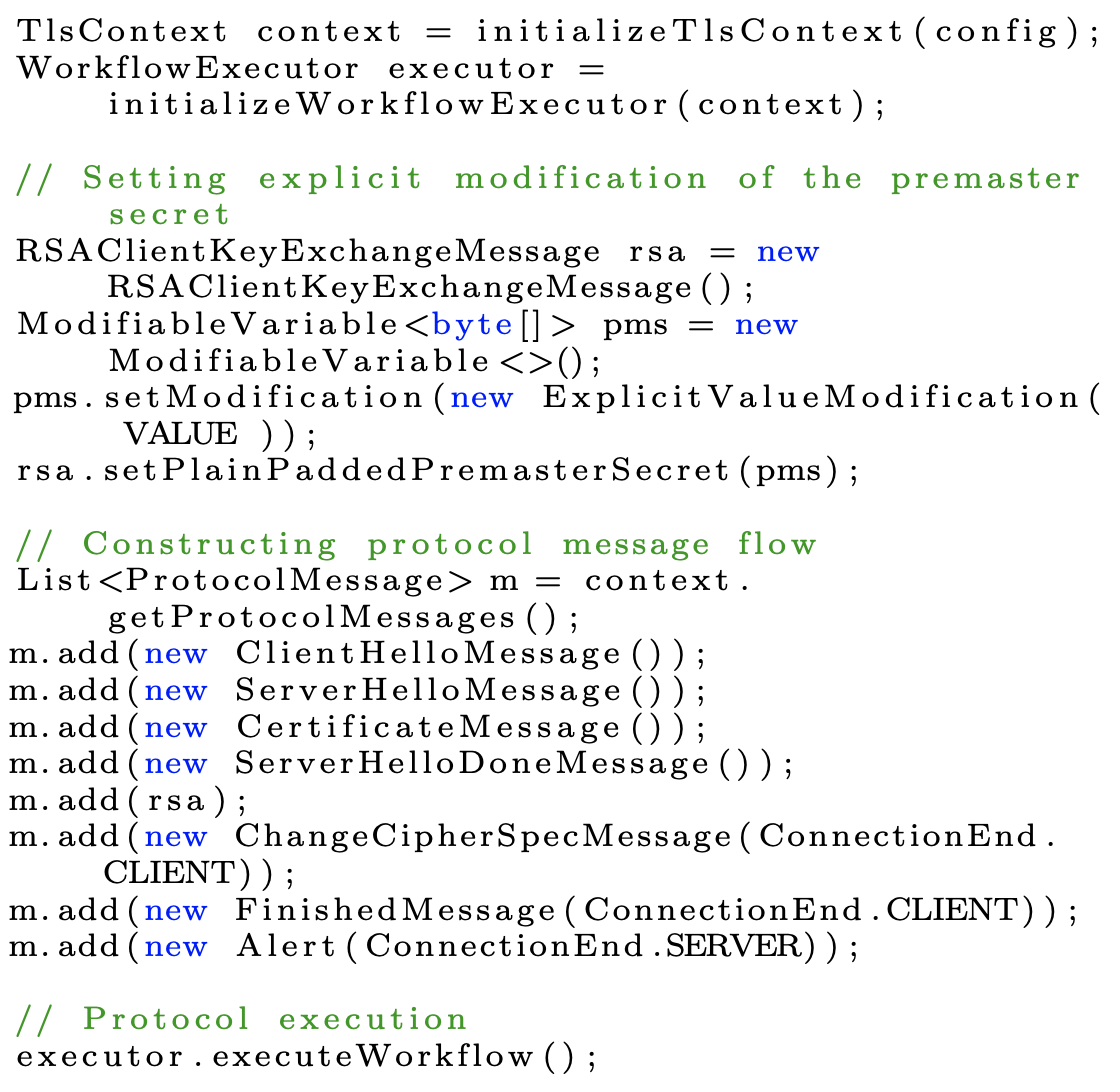 TlsContext context = initializeTlsContext(config);
WorkflowExecutor executor =
initializeWorkflowExecutor(context);
// Setting explicit modification of the premaster
secret
RSAClientKeyExchangeMessage rsa = new
RSAClientKeyExchangeMessage();
ModifiableVariable<byte[]> pms = new
ModifiableVariable<>();
pms.setModification(new ExplicitValueModification(
VALUE ));
rsa.setPlainPaddedPremasterSecret(pms);
// Constructing protocol message flow
List<ProtocolMessage> m = context.
getProtocolMessages();
m.add(new ClientHelloMessage());
m.add(new ServerHelloMessage());
m.add(new CertificateMessage());
m.add(new ServerHelloDoneMessage());
m.add(rsa);
m.add(new ChangeCipherSpecMessage(ConnectionEnd.
CLIENT));
m.add(new FinishedMessage(ConnectionEnd.CLIENT));
m.add(new Alert(ConnectionEnd.SERVER));
// Protocol execution
executor.executeWorkflow();